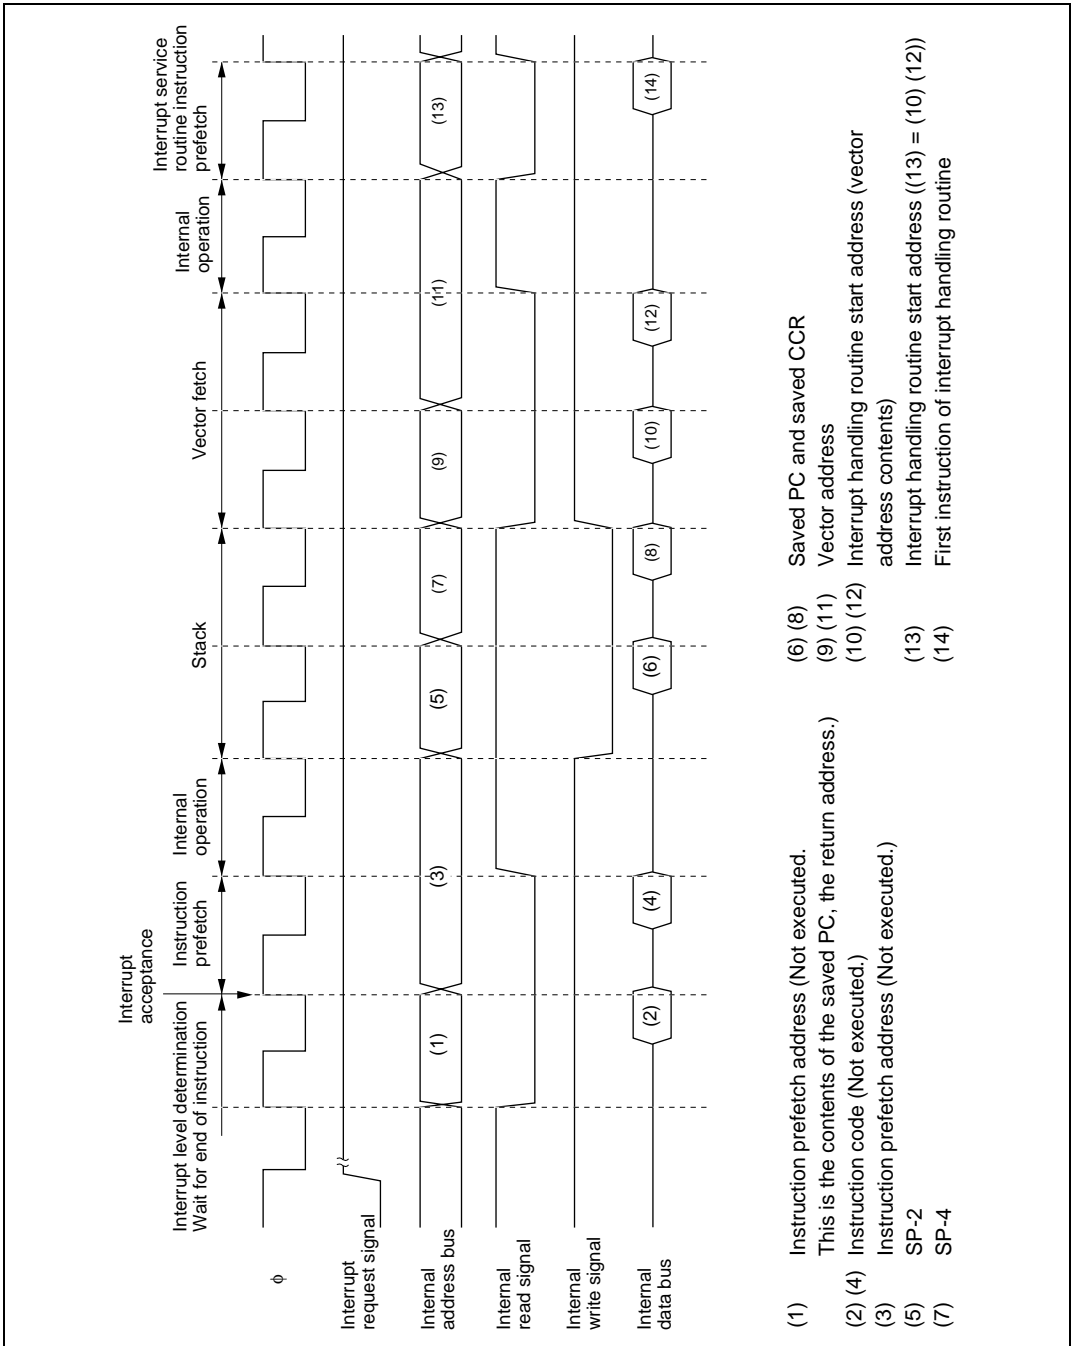 Interrupt
acceptance
Interrupt level determination
Wait for end of instruction
Instruction
prefetch
Internal
operation
Stack
Vector fetch
Internal
operation
Interrupt service
routine instruction
prefetch
ϕ
Interrupt
request signal
Internal
address bus
(1)
(3)
(5)
(7)
(9)
(11)
(13)
Internal
read signal
Internal
write signal
Internal
data bus
(2)
(4)
(6)
(8)
(10)
(12)
(14)
(1) Instruction prefetch address (Not executed.
This is the contents of the saved PC, the return address.)
(2) (4) Instruction code (Not executed.)
(3) Instruction prefetch address (Not executed.)
(5) SP-2
(7) SP-4
(6) (8) Saved PC and saved CCR
(9) (11) Vector address
(10) (12) Interrupt handling routine start address (vector
address contents)
(13) Interrupt handling routine start address ((13) = (10) (12))
(14) First instruction of interrupt handling routine